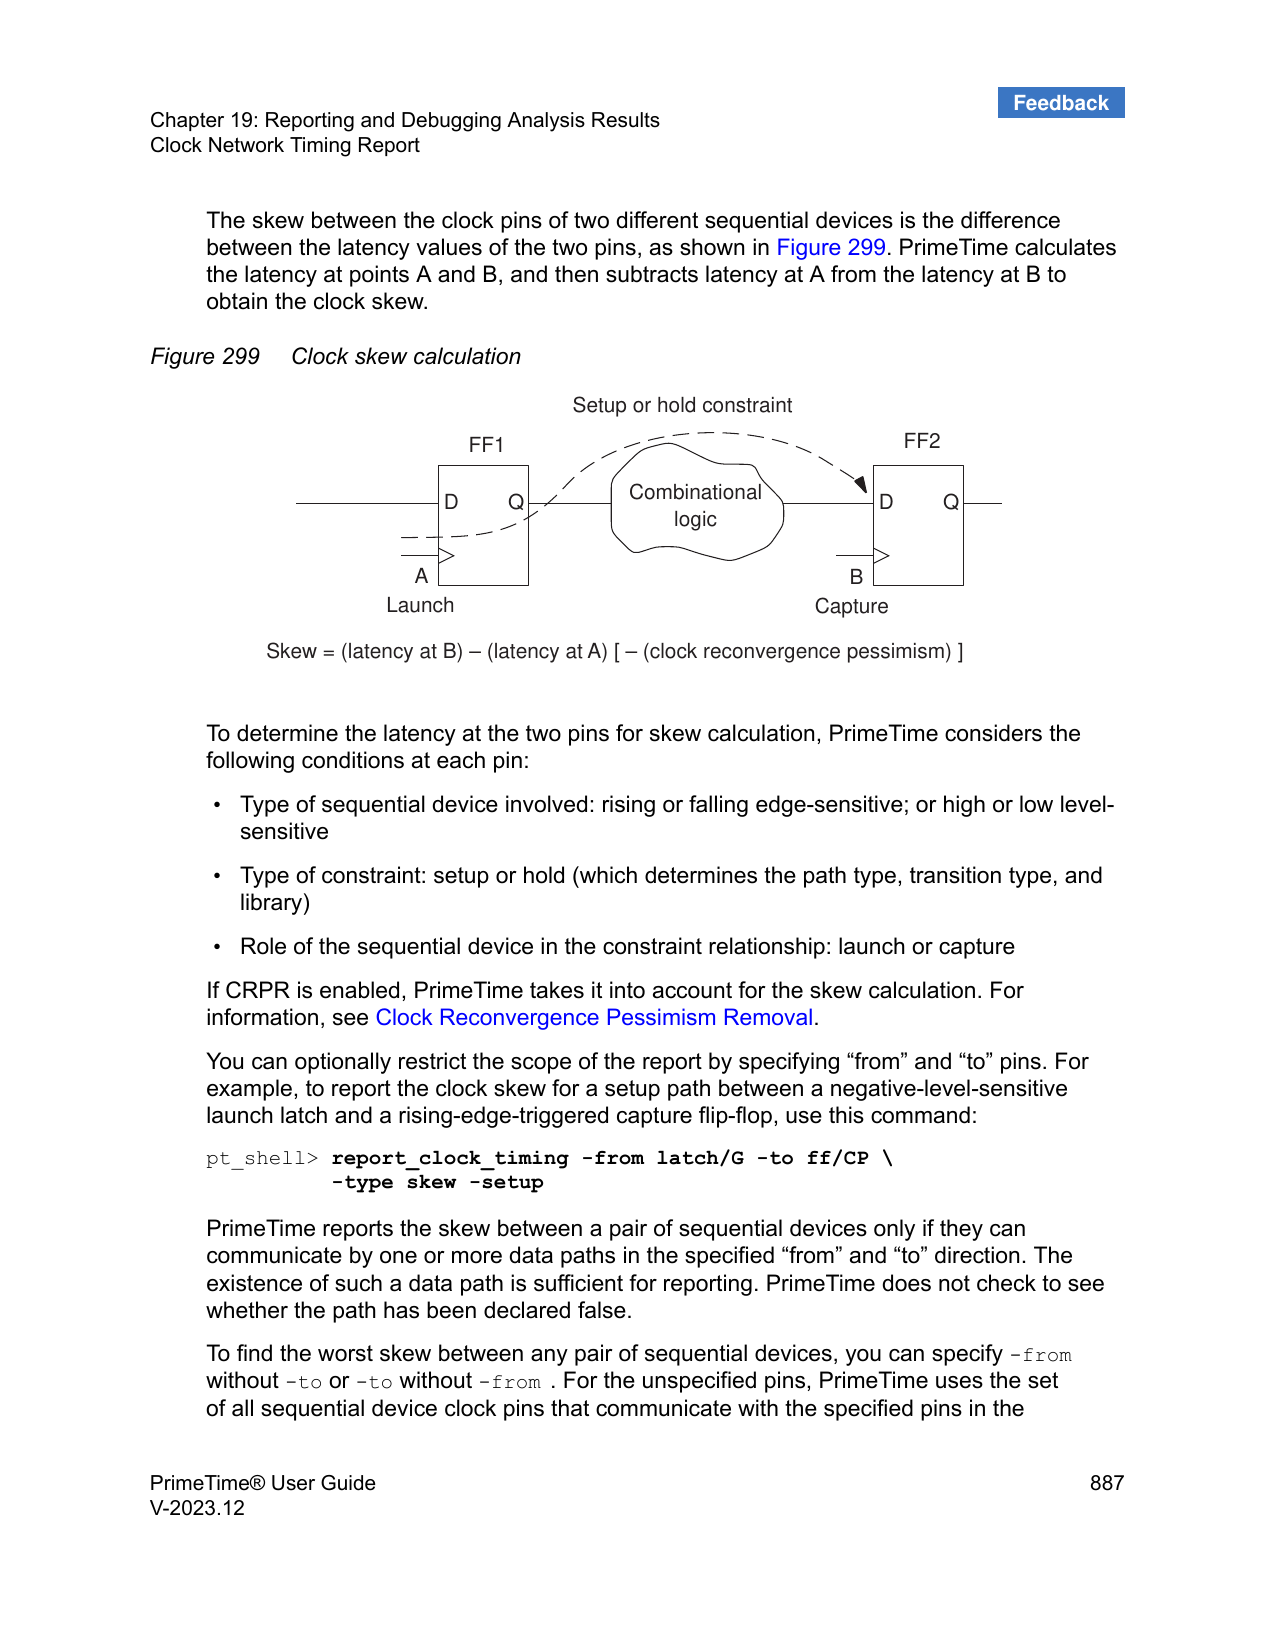 Feedback
Chapter 19: Reporting and Debugging Analysis Results
Clock Network Timing Report
The skew between the clock pins of two different sequential devices is the difference
between the latency values of the two pins, as shown in Figure 299. PrimeTime calculates
the latency at points A and B, and then subtracts latency at A from the latency at B to
obtain the clock skew.
Figure 299 Clock skew calculation
Setup or hold constraint
FF1
FF2
D Q
Combinational
logic
D Q
A
B
Launch
Capture
Skew = (latency at B) – (latency at A) [ – (clock reconvergence pessimism) ]
To determine the latency at the two pins for skew calculation, PrimeTime considers the
following conditions at each pin:
• Type of sequential device involved: rising or falling edge-sensitive; or high or low level-
sensitive
• Type of constraint: setup or hold (which determines the path type, transition type, and
library)
• Role of the sequential device in the constraint relationship: launch or capture
If CRPR is enabled, PrimeTime takes it into account for the skew calculation. For
information, see Clock Reconvergence Pessimism Removal.
You can optionally restrict the scope of the report by specifying “from” and “to” pins. For
example, to report the clock skew for a setup path between a negative-level-sensitive
launch latch and a rising-edge-triggered capture flip-flop, use this command:
pt_shell> report_clock_timing -from latch/G -to ff/CP \
-type skew -setup
PrimeTime reports the skew between a pair of sequential devices only if they can
communicate by one or more data paths in the specified “from” and “to” direction. The
existence of such a data path is sufficient for reporting. PrimeTime does not check to see
whether the path has been declared false.
To find the worst skew between any pair of sequential devices, you can specify -from
without -to or -to without -from . For the unspecified pins, PrimeTime uses the set
of all sequential device clock pins that communicate with the specified pins in the
PrimeTime® User Guide 887
V-2023.12